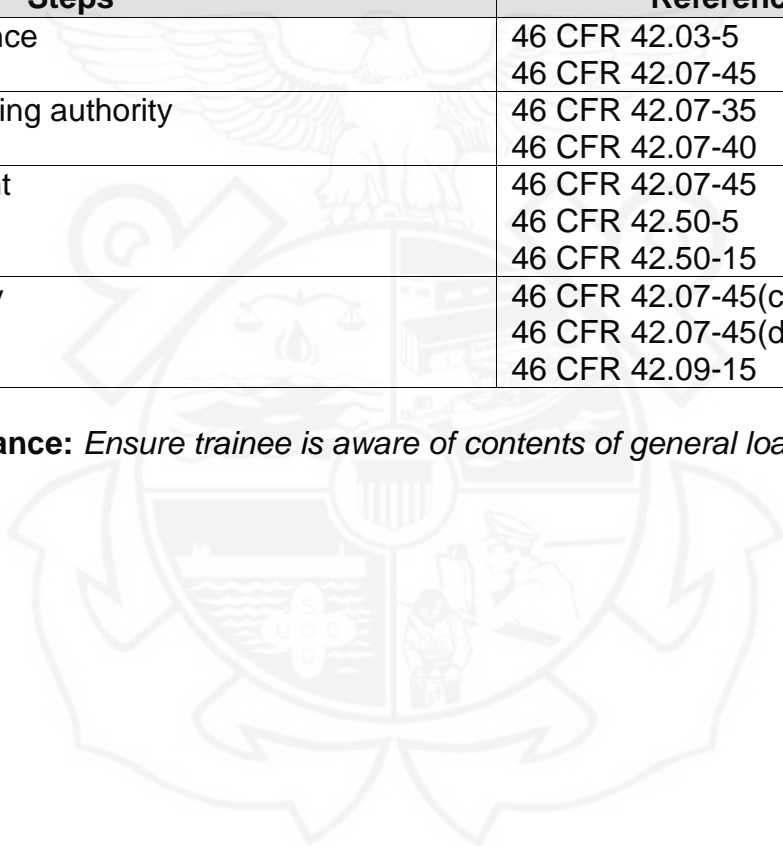 Steps Referenc
nce 46 CFR 42.03-5
46 CFR 42.07-45
ing authority 46 CFR 42.07-35
46 CFR 42.07-40
nt 46 CFR 42.07-45
46 CFR 42.50-5
46 CFR 42.50-15
y 46 CFR 42.07-45(c
46 CFR 42.07-45(d
46 CFR 42.09-15
ance: Ensure trainee is aware of contents of general loa
S
U O C
G